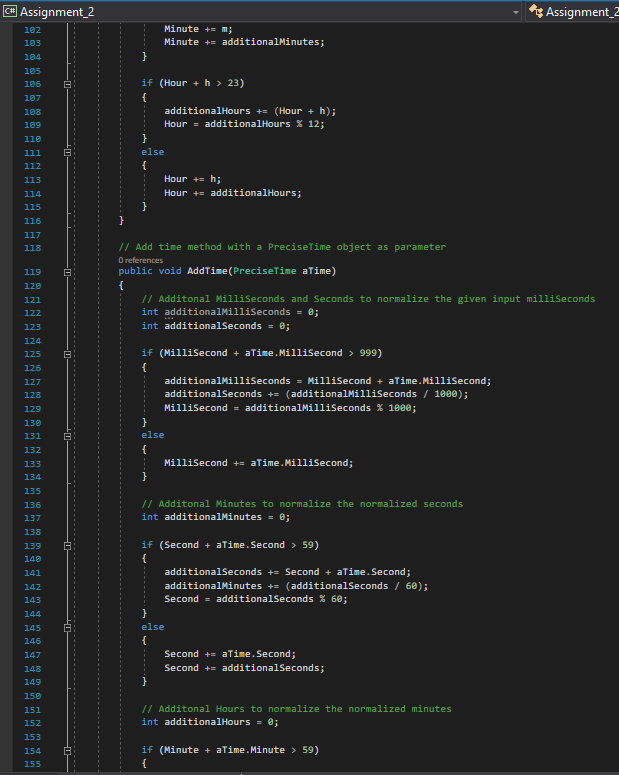 C# Assignment_2 Assignment_2
102 Minute += m;
103 Minute += additionalMinutes;
104 }
105
106 if (Hour + h > 23)
107 {
108 additionalHours += (Hour + h);
109 Hour = additionalHours % 12;
110 }
111 else
112 {
113 Hour += h;
114 Hour += additionalHours;
115 }
116 }
117
118 // Add time method with a PreciseTime object as parameter
0 references
119 public void AddTime(PreciseTime aTime)
120 {
121 // Additonal MilliSeconds and Seconds to normalize the given input milliSeconds
122 int additionalMilliSeconds = 0;
123 int additionalSeconds = 0;
124
125 if (MilliSecond + aTime.MilliSecond > 999)
126 {
127 additionalMilliSeconds = MilliSecond + aTime.MilliSecond;
128 additionalSeconds += (additionalMilliSeconds / 1000);
129 MilliSecond = additionalMilliSeconds % 1000;
130 }
131 else
132 {
133 MilliSecond += aTime.MilliSecond;
134 }
135
136 // Additonal Minutes to normalize the normalized seconds
137 int additionalMinutes = 0;
138
139 if (Second + aTime.Second > 59)
140 {
141 additionalSeconds += Second + aTime.Second;
142 additionalMinutes += (additionalSeconds / 60);
143 Second = additionalSeconds % 60;
144 }
145 else
146 {
147 Second += aTime.Second;
148 Second += additionalSeconds;
149 }
150
151 // Additonal Hours to normalize the normalized minutes
152 int additionalHours = 0;
153
154 if (Minute + aTime.Minute > 59)
155 {